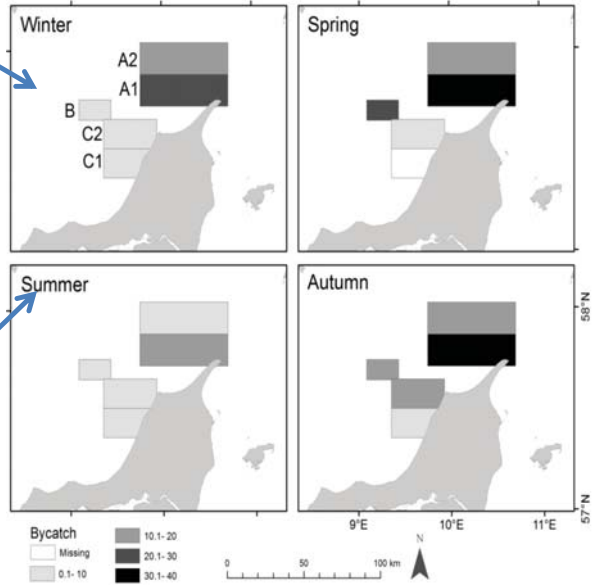 Winter
A2
A1
B
C2
C1
Spring
Summer
Autumn
58°N
57°N
9°E 10°E 11°E
Bycatch
Missing
0.1- 10
10.1- 20
20.1- 30
30.1- 40
0 50 100 km
N